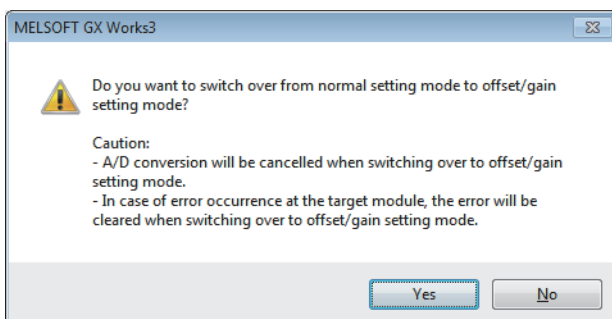 MELSOFT GX Works3
Do you want to switch over from normal setting mode to offset/gain
setting mode?
Caution:
- A/D conversion will be cancelled when switching over to offset/gain
setting mode.
- In case of error occurrence at the target module, the error will be
cleared when switching over to offset/gain setting mode.
Yes
No